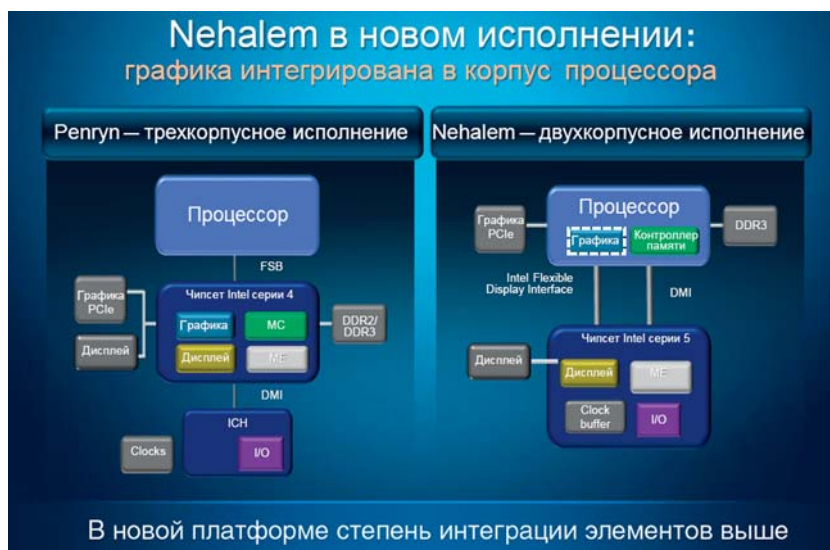 Nehalem в новом исполнении:
графика интегрирована в корпус процессора
Penryn — трехкорпусное исполнение
Процессор
FSB
Чипсет Intel серии 4
Графика
PCIe
Дисплей
Графика
MC
Дисплей
ME
DDR2/
DDR3
DMI
ICH
Clocks
I/O
Nehalem — двухкорпусное исполнение
Процессор
Графика
PCIe
Графика
Контроллер
памяти
DDR3
Intel Flexible
Display Interface
DMI
Чипсет Intel серии 5
Дисплей
Дисплей
ME
Clock
buffer
I/O
В новой платформе степень интеграции элементов выше